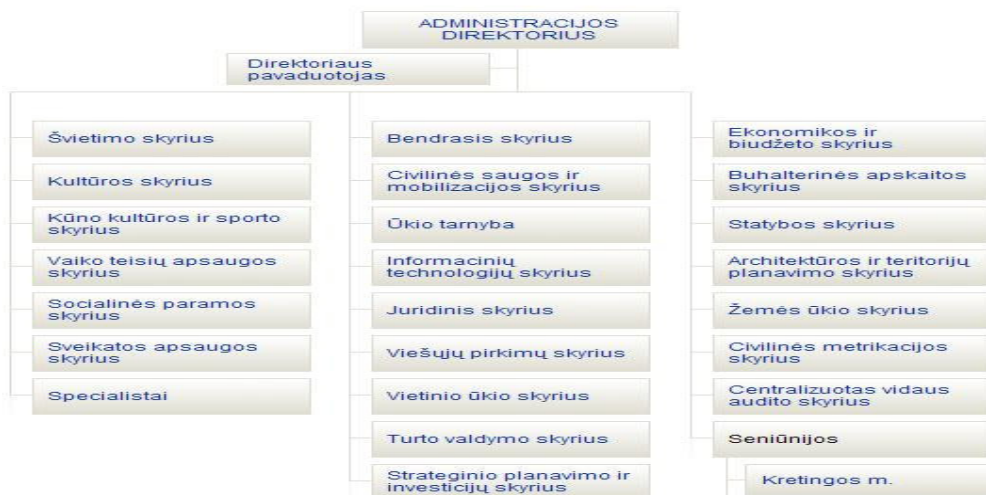 ADMINISTRACIJOS
DIREKTORIUS
Direktoriaus
pavaduotojas
Švietimo skyrius
Kultūros skyrius
Kūno kultūros ir sporto
skyrius
Vaiko teisių apsaugos
skyrius
Socialinės paramos
skyrius
Sveikatos apsaugos
skyrius
Specialistai
Bendrasis skyrius
Civilinės saugos ir
mobilizacijos skyrius
Ūkio tarnyba
Informacinių
technologijų skyrius
Juridinis skyrius
Viešųjų pirkimų skyrius
Vietinio ūkio skyrius
Turto valdymo skyrius
Strateginio planavimo ir
investicijų skyrius
Ekonomikos ir
biudžeto skyrius
Buhalterinės apskaitos
skyrius
Statybos skyrius
Architektūros ir teritorijų
planavimo skyrius
Žemės ūkio skyrius
Civilinės metrikacijos
skyrius
Centralizuotas vidaus
audito skyrius
Seniūnijos
Kretingos m.